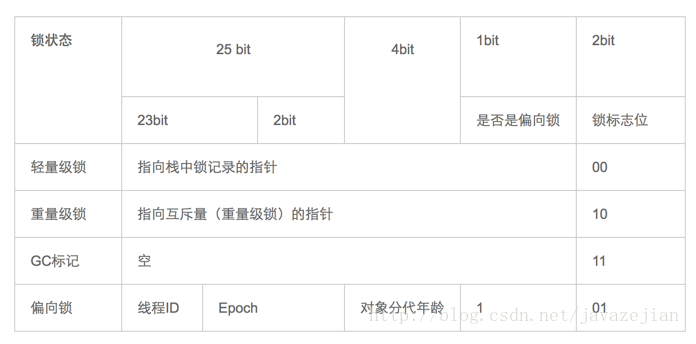 锁状态 25 bit 4bit 1bit 2bit
23bit 2bit 是否是偏向锁 锁标志位
轻量级锁 指向栈中锁记录的指针 00
重量级锁 指向互斥量（重量级锁）的指针 10
GC标记 空 11
偏向锁 线程ID Epoch 对象分代年龄 1 01
http://blog.csdn.net/javazejian